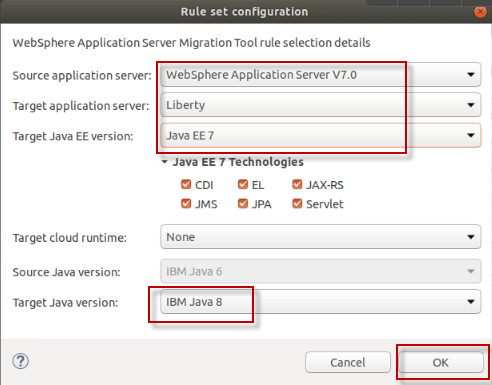 Rule set configuration
WebSphere Application Server Migration Tool rule selection details
Source application server: WebSphere Application Server V7.0
Target application server: Liberty
Target Java EE version: Java EE 7
Java EE 7 Technologies
CDI EL JAX-RS
JMS JPA Servlet
Target cloud runtime: None
Source Java version: IBM Java 6
Target Java version: IBM Java 8
? Cancel OK